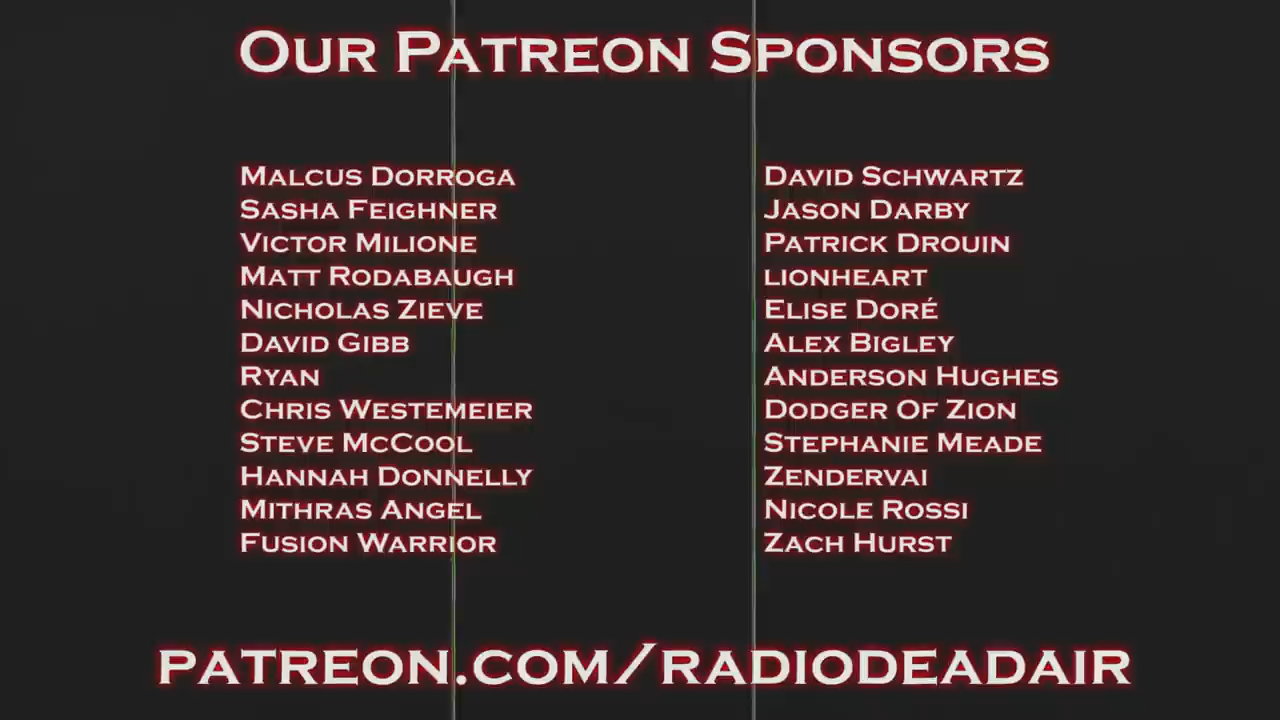 Our Patreon Sponsors
Malcus Dorroga
Sasha Feighner
Victor Milione
Matt Rodabaugh
Nicholas Zieve
David Gibb
Ryan
Chris Westemeier
Steve McCool
Hannah Donnelly
Mithras Angel
Fusion Warrior
David Schwartz
Jason Darby
Patrick Drouin
lionheart
Elise Doré
Alex Bigley
Anderson Hughes
Dodger Of Zion
Stephanie Meade
Zendervai
Nicole Rossi
Zach Hurst
patreon.com/radiodeadair